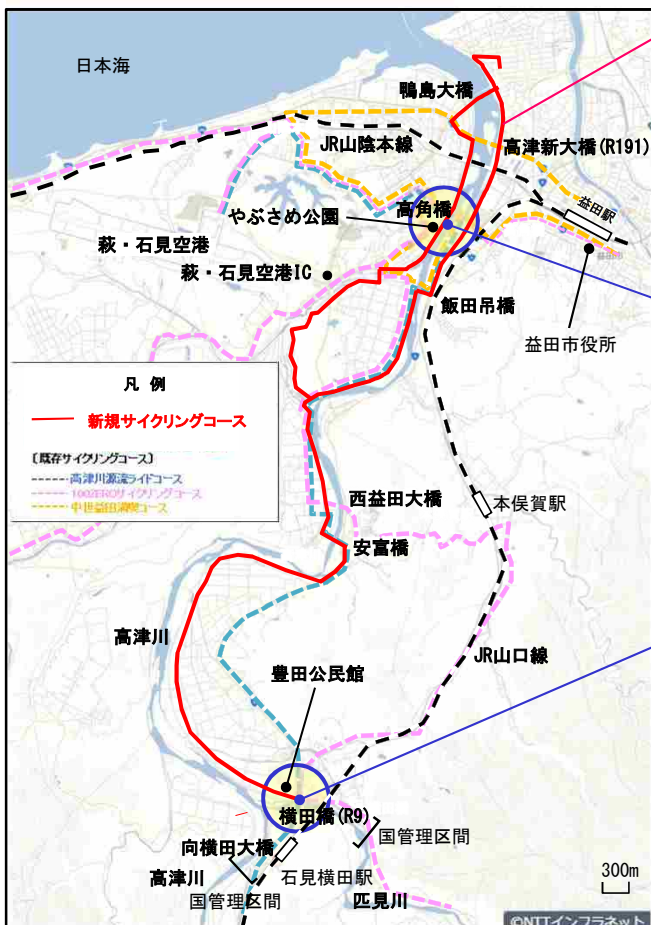 日本海
鴨島大橋
JR山陰本線
高津新大橋(R191)
益田駅
やぶさめ公園
高角橋
萩・石見空港
萩・石見空港IC
飯田吊橋
益田市役所
凡 例
新規サイクリングコース
〔既存サイクリングコース〕
高津川源流ライドコース
100ZEROサイクリングコース
中世益田満喫コース
西益田大橋
本俣賀駅
安富橋
高津川
JR山口線
豊田公民館
横田橋(R9)
国管理区間
向横田大橋
高津川
石見横田駅
国管理区間
匹見川
300m
©NTTインフラネット